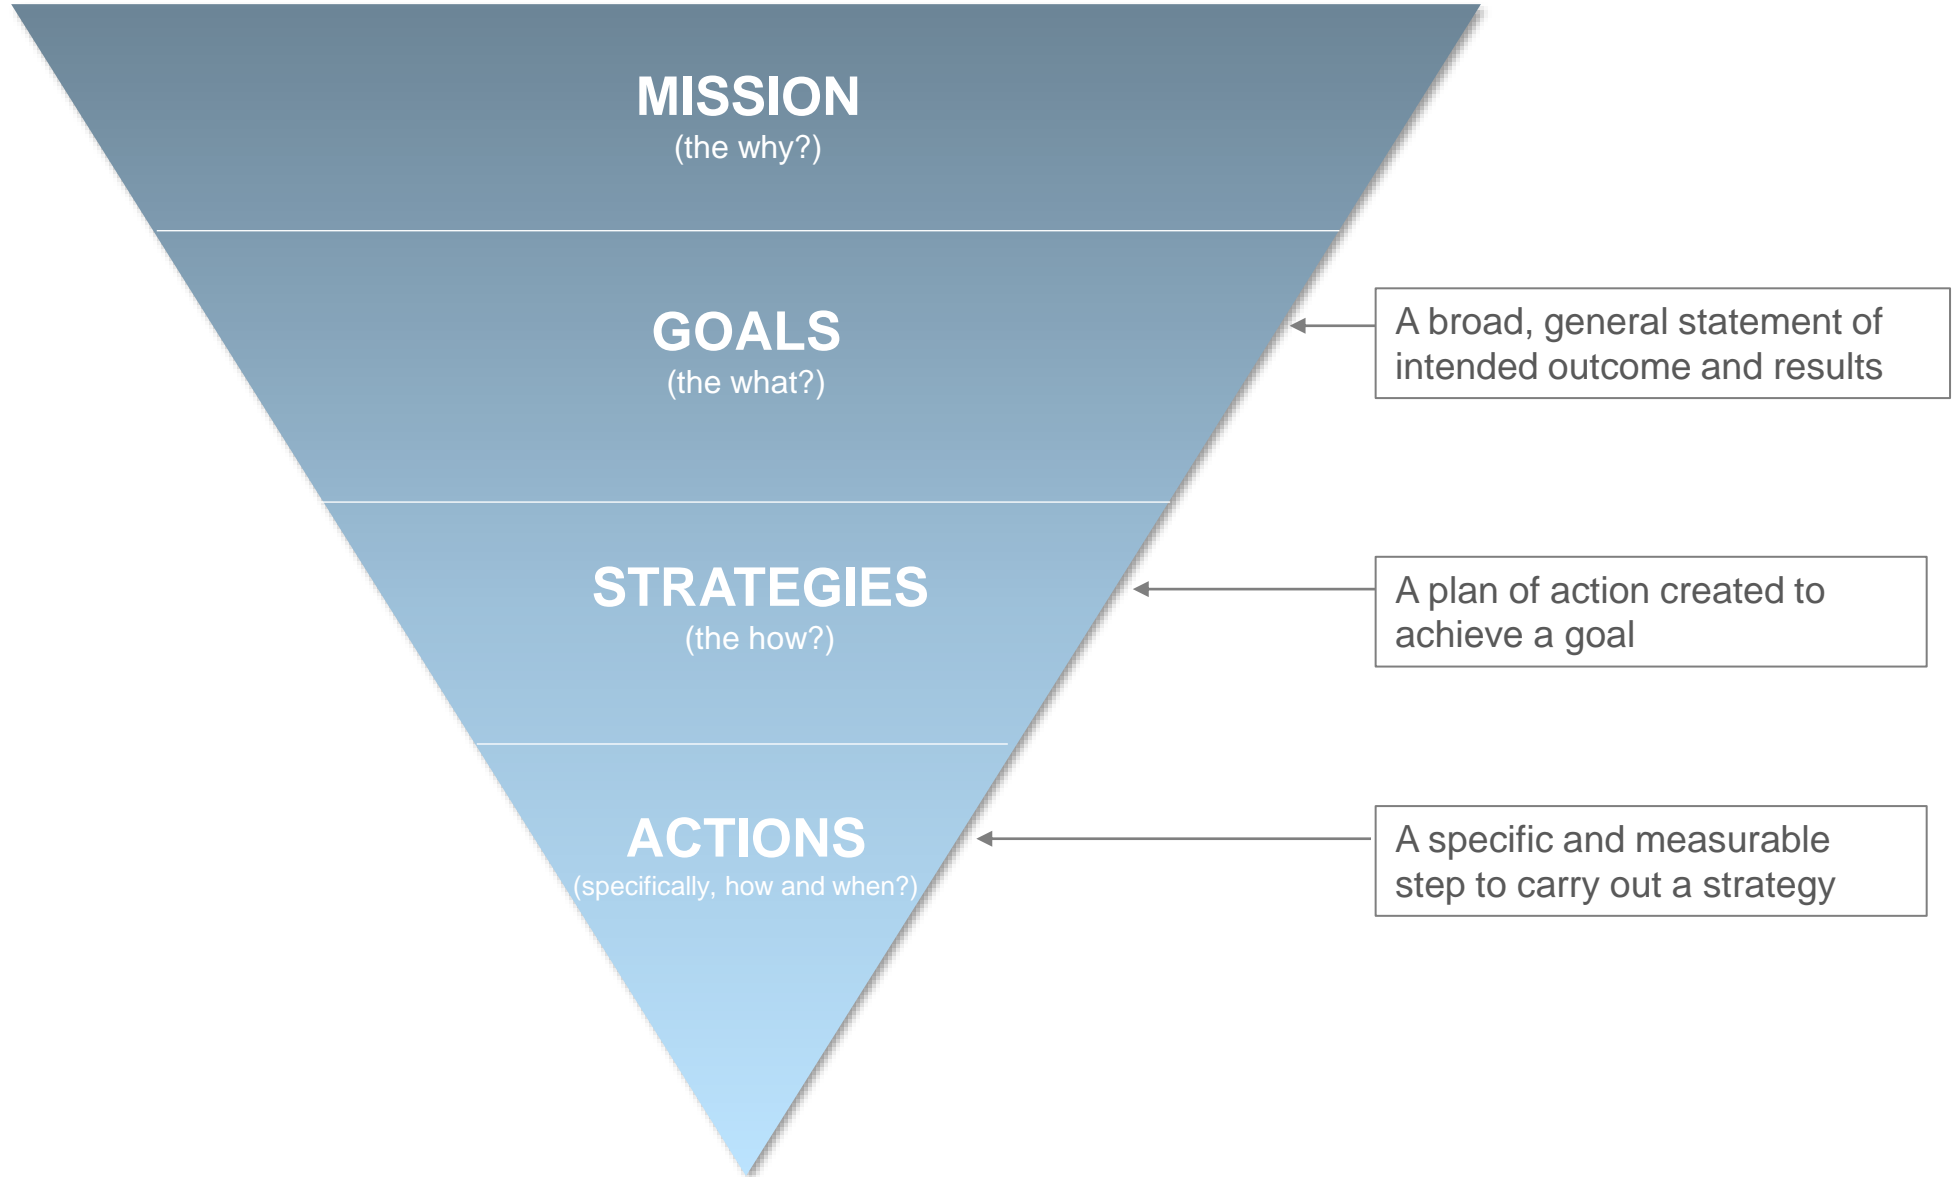 MISSION
(the why?)
GOALS
(the what?)
A broad, general statement of
intended outcome and results
STRATEGIES
(the how?)
A plan of action created to
achieve a goal
ACTIONS
(specifically, how and when?)
A specific and measurable
step to carry out a strategy